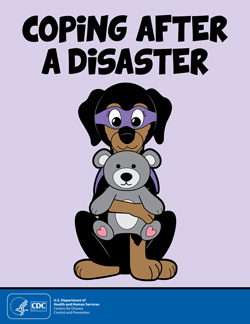 COPING AFTER
A DiSASTER
CDC
U.S. Department of
Health and Human Services
Centers for Disease
Control and Prevention